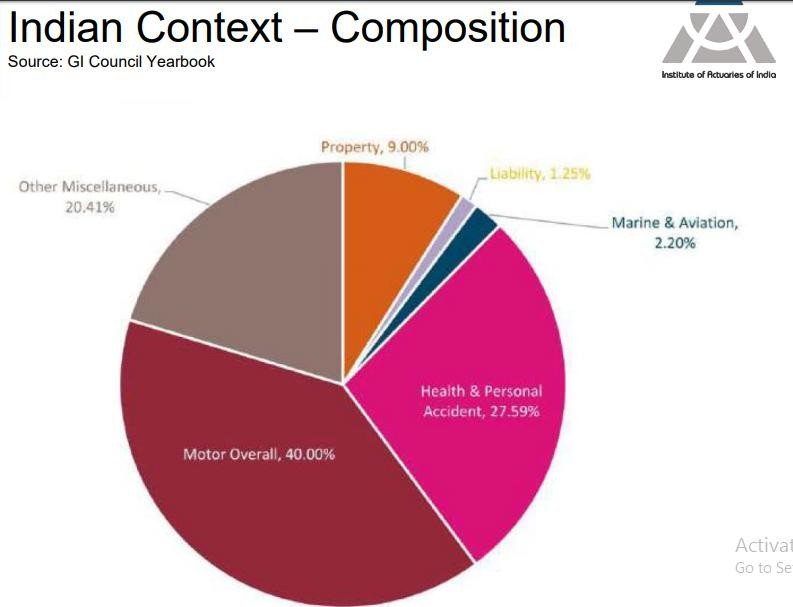 Indian Context – Composition
Source: GI Council Yearbook
Institute of Actuaries of India
Property, 9.00%
Liability, 1.25%
Other Miscellaneous,
20.41%
Marine & Aviation,
2.20%
Health & Personal
Accident, 27.59%
Motor Overall, 40.00%
Activat
Go to Se